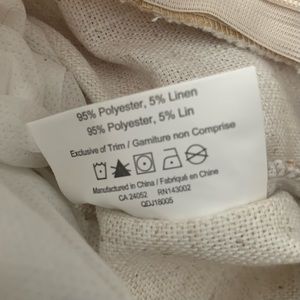 95% Polyester, 5% Linen
95% Polyester, 5% Lin
Exclusive of Trim / Garniture non Comprise
Manufactured in China / Fabriqué en Chine
CA 24052 RN143002
QDJ18005